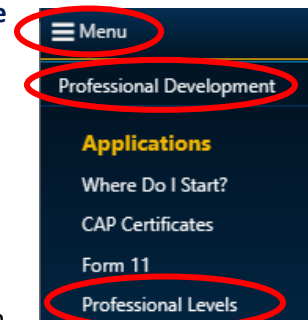 e
Menu
Professional Development
Applications
Where Do I Start?
CAP Certificates
Form 11
Professional Levels